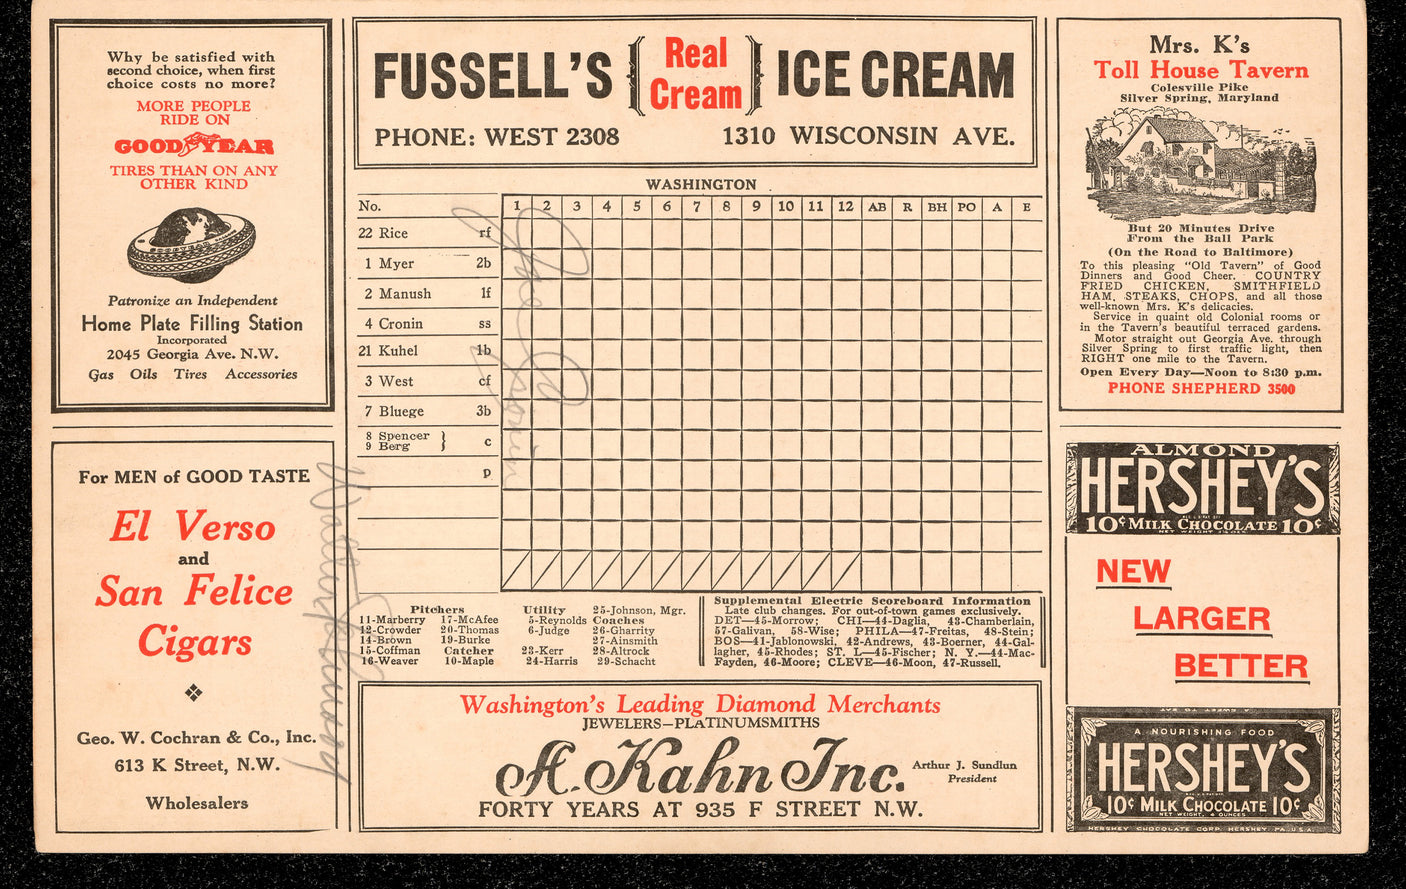 Why be satisfied with
second choice, when first
choice costs no more?
MORE PEOPLE
RIDE ON
GOODYEAR
TIRES THAN ON ANY
OTHER KIND
GOODYEAR
Patronize an Independent
Home Plate Filling Station
Incorporated
2045 Georgia Ave. N.W.
Gas Oils Tires Accessories
For MEN of GOOD TASTE
El Verso
and
San Felice
Cigars
Geo. W. Cochran & Co., Inc.
613 K Street, N.W.
Wholesalers
FUSSELL'S Real Cream ICE CREAM
PHONE: WEST 2308 1310 WISCONSIN AVE.
WASHINGTON
No. 1 2 3 4 5 6 7 8 9 10 11 12 AB R BH PO A E
22 Rice rf
1 Myer 2b
2 Manush lf
4 Cronin ss
21 Kuhel 1b
3 West cf
7 Bluege 3b
8 Spencer
9 Berg } c
p
Pitchers
11-Marberry 17-McAfee
12-Crowder 20-Thomas
14-Brown 19-Burke
15-Coffman Catcher
16-Weaver 10-Maple
Utility
5-Reynolds
6-Judge
23-Kerr
24-Harris
25-Johnson, Mgr.
Coaches
26-Gharrity
27-Ainsmith
28-Altrock
29-Schacht
Supplemental Electric Scoreboard Information
Late club changes. For out-of-town games exclusively.
DET—45-Morrow; CHI—44-Daglia, 43-Chamberlain,
57-Galivan, 58-Wise; PHILA—47-Freitas, 48-Stein;
BOS—41-Jablonowski, 42-Andrews, 43-Boerner, 44-Gal-
lagher, 45-Rhodes; ST. L—45-Fischer; N. Y.—44-Mac-
Fayden, 46-Moore; CLEVE—46-Moon, 47-Russell.
Washington's Leading Diamond Merchants
JEWELERS—PLATINUMSMITHS
A. Kahn Inc. Arthur J. Sundlun
President
FORTY YEARS AT 935 F STREET N.W.
Mrs. K's
Toll House Tavern
Colesville Pike
Silver Spring, Maryland
But 20 Minutes Drive
From the Ball Park
(On the Road to Baltimore)
To this pleasing "Old Tavern" of Good
Dinners and Good Cheer. COUNTRY
FRIED CHICKEN, SMITHFIELD
HAM, STEAKS, CHOPS, and all those
well-known Mrs. K's delicacies.
Service in quaint old Colonial rooms or
in the Tavern's beautiful terraced gardens.
Motor straight out Georgia Ave. through
Silver Spring to first traffic light, then
RIGHT one mile to the Tavern.
Open Every Day—Noon to 8:30 p.m.
PHONE SHEPHERD 3500
ALMOND
HERSHEY'S
10¢ MILK CHOCOLATE 10¢
NEW
LARGER
BETTER
A NOURISHING FOOD
HERSHEY'S
10¢ MILK CHOCOLATE 10¢
NET WEIGHT, 4 OUNCES
HERSHEY CHOCOLATE CORP. HERSHEY, PA., U.S.A.